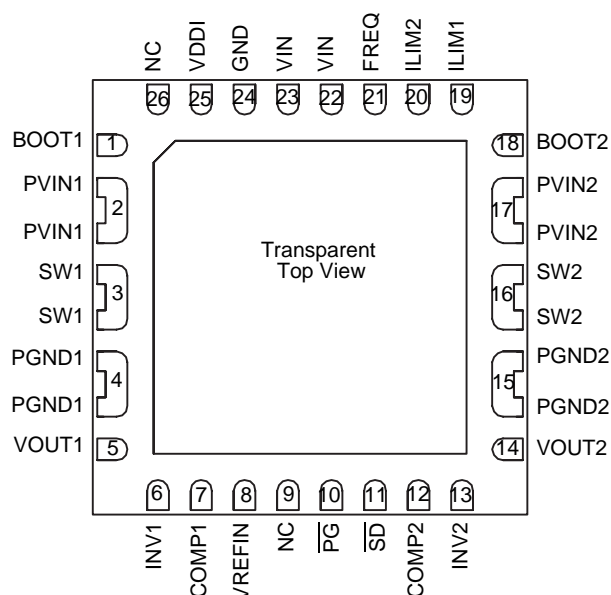 NC
VDDI
GND
VIN
VIN
FREQ
ILIM2
ILIM1
26
25
24
23
22
21
20
19
BOOT1
1
18
BOOT2
PVIN1
2
PVIN1
PVIN2
17
PVIN2
Transparent
Top View
SW1
3
SW1
SW2
16
SW2
PGND1
4
PGND1
PGND2
15
PGND2
VOUT1
5
14
VOUT2
6
7
8
9
10
11
12
13
INV1
COMP1
VREFIN
NC
PG
SD
COMP2
INV2